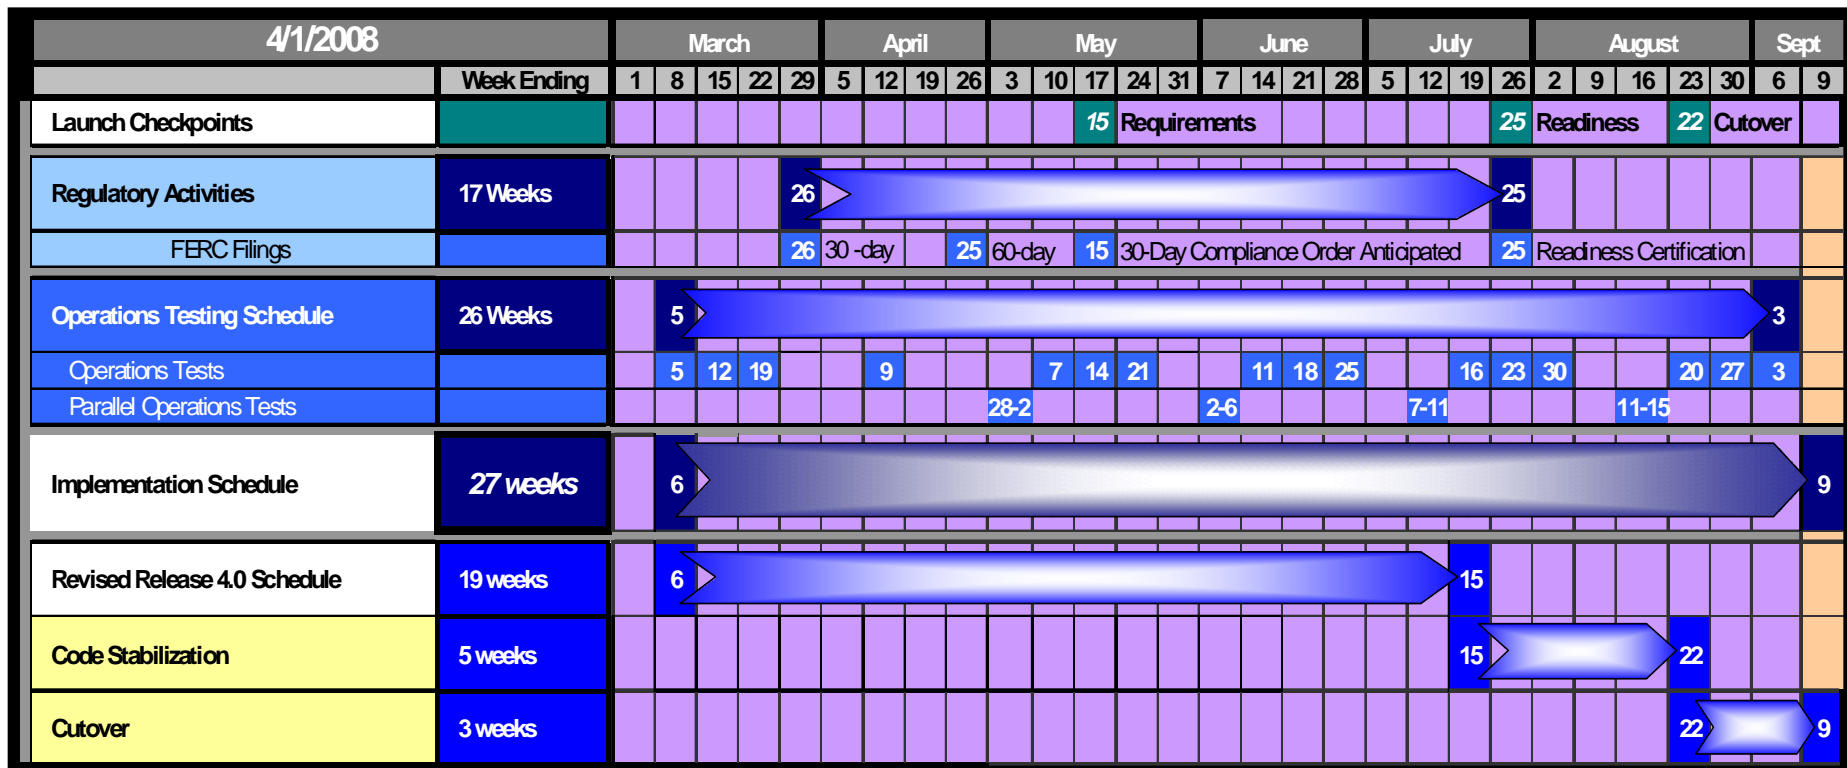 4/1/2008 March April May June July August Sept
Week Ending 1 8 15 22 29 5 12 19 26 3 10 17 24 31 7 14 21 28 5 12 19 26 2 9 16 23 30 6 9
Launch Checkpoints 15 Requirements 25 Readiness 22 Cutover
Regulatory Activities 17 Weeks 26 25
FERC Filings 26 30 -day 25 60-day 15 30-Day Compliance Order Anticipated 25 Readiness Certification
Operations Testing Schedule 26 Weeks 5 3
Operations Tests 5 12 19 9 7 14 21 11 18 25 16 23 30 20 27 3
Parallel Operations Tests 28-2 2-6 7-11 11-15
Implementation Schedule 27 weeks 6 9
Revised Release 4.0 Schedule 19 weeks 6 15
Code Stabilization 5 weeks 15 22
Cutover 3 weeks 22 9